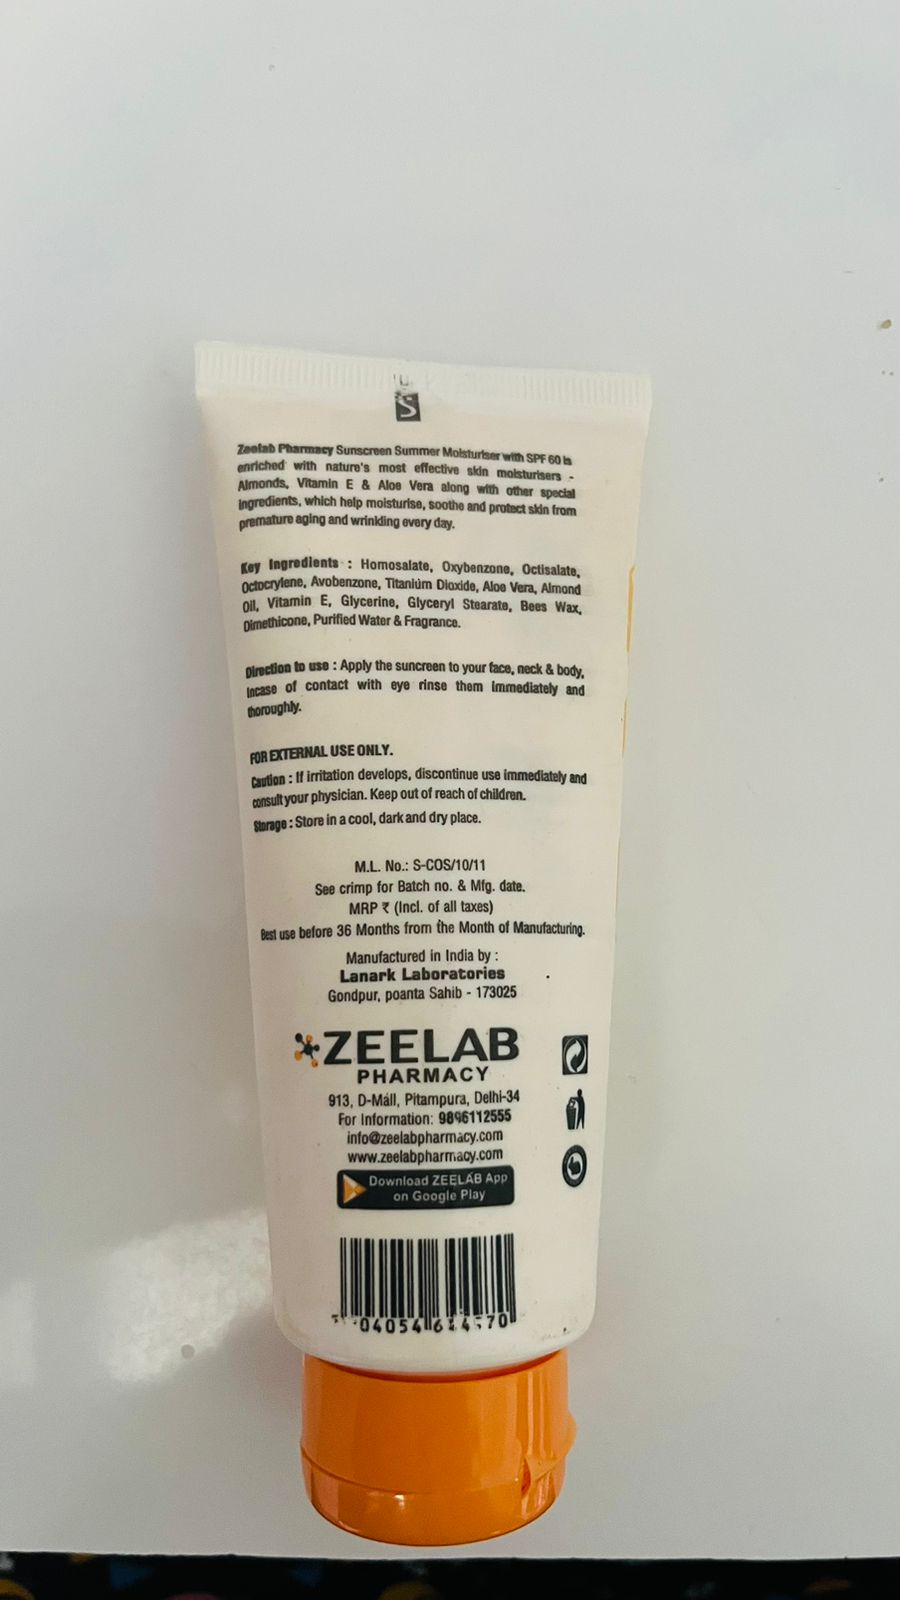 S
Zeelab Pharmacy Sunscreen Summer Moisturiser with SPF 60 is
enriched with nature's most effective skin moisturisers -
Almonds, Vitamin E & Aloe Vera along with other special
ingredients, which help moisturise, soothe and protect skin from
premature aging and wrinkling every day.
Key Ingredients : Homosalate, Oxybenzone, Octisalate,
Octocrylene, Avobenzone, Titanium Dioxide, Aloe Vera, Almond
Oil, Vitamin E, Glycerine, Glyceryl Stearate, Bees Wax,
Dimethicone, Purified Water & Fragrance.
Direction to use : Apply the suncreen to your face, neck & body,
Incase of contact with eye rinse them immediately and
thoroughly.
FOR EXTERNAL USE ONLY.
Caution : If irritation develops, discontinue use immediately and
consult your physician. Keep out of reach of children.
Storage : Store in a cool, dark and dry place.
M.L. No.: S-COS/10/11
See crimp for Batch no. & Mfg. date.
MRP ₹ (Incl. of all taxes)
Best use before 36 Months from the Month of Manufacturing.
Manufactured in India by :
Lanark Laboratories
Gondpur, poanta Sahib - 173025
ZEELAB
PHARMACY
913, D-Mall, Pitampura, Delhi-34
For Information: 9896112555
info@zeelabpharmacy.com
www.zeelabpharmacy.com
Download ZEELAB App
on Google Play
04054